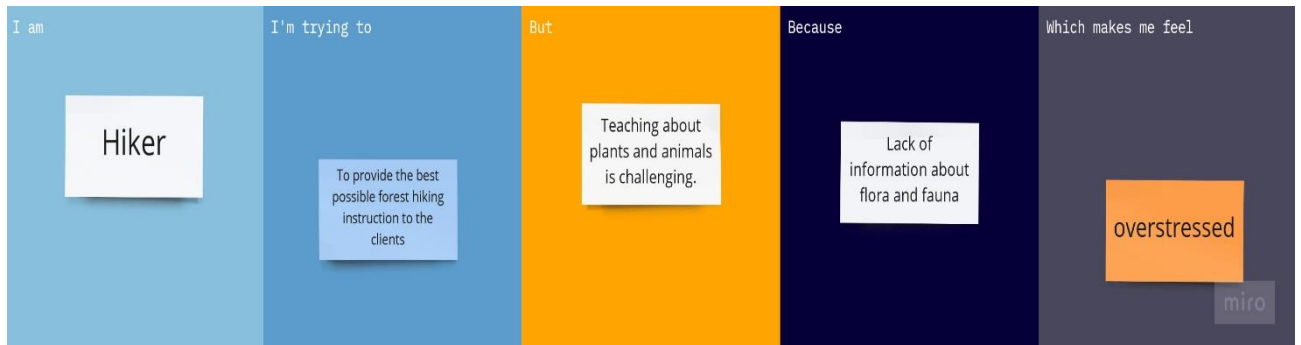 I am
Hiker
I'm trying to
To provide the best
possible forest hiking
instruction to the
clients
But
Teaching about
plants and animals
is challenging.
Because
Lack of
information about
flora and fauna
Which makes me feel
overstressed
miro